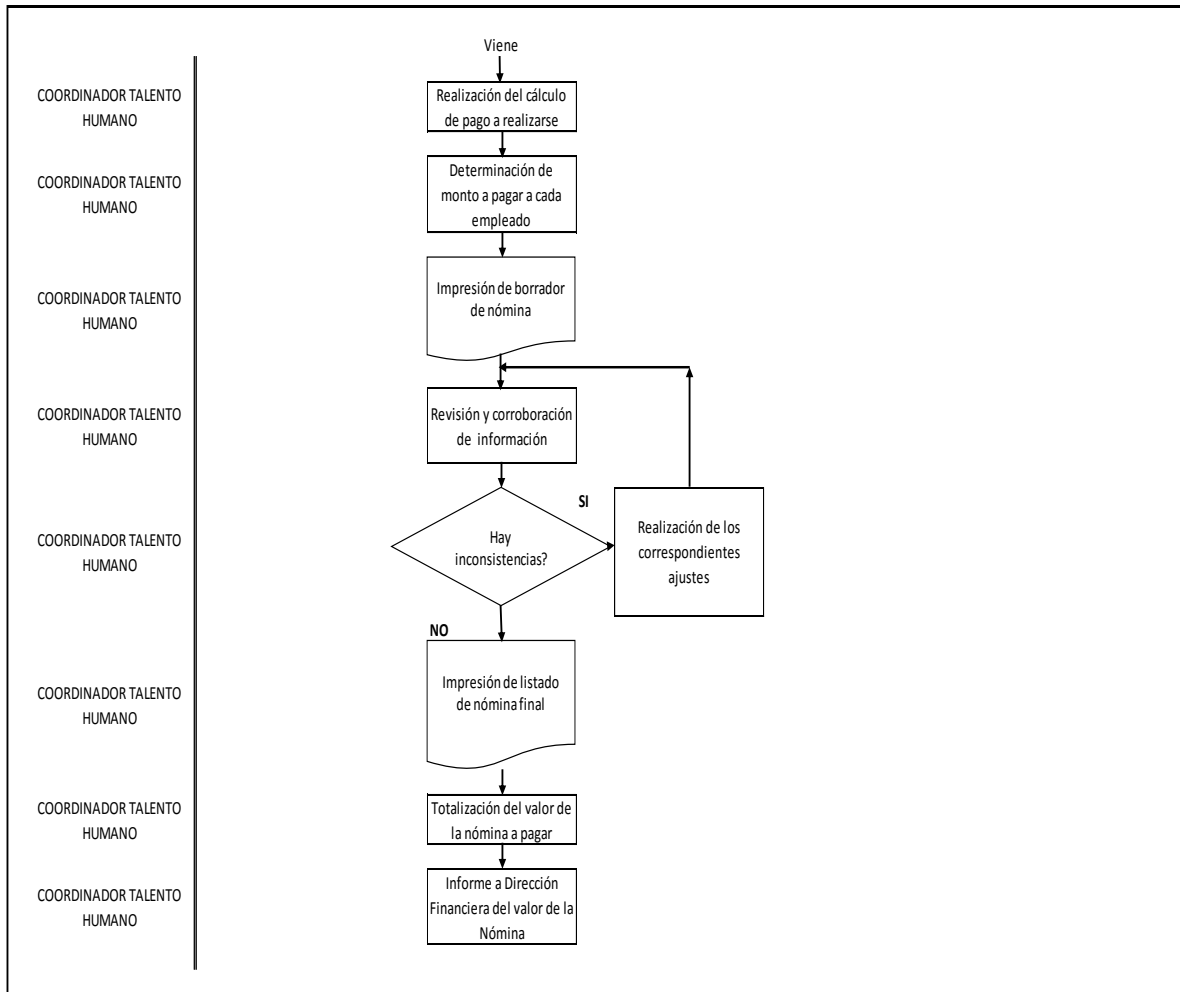 Viene
COORDINADOR TALENTO
HUMANO
Realización del cálculo
de pago a realizarse
COORDINADOR TALENTO
HUMANO
Determinación de
monto a pagar a cada
empleado
COORDINADOR TALENTO
HUMANO
Impresión de borrador
de nómina
COORDINADOR TALENTO
HUMANO
Revisión y corroboración
de información
COORDINADOR TALENTO
HUMANO
Hay
inconsistencias?
SI
Realización de los
correspondientes
ajustes
NO
COORDINADOR TALENTO
HUMANO
Impresión de listado
de nómina final
COORDINADOR TALENTO
HUMANO
Totalización del valor de
la nómina a pagar
COORDINADOR TALENTO
HUMANO
Informe a Dirección
Financiera del valor de la
Nómina